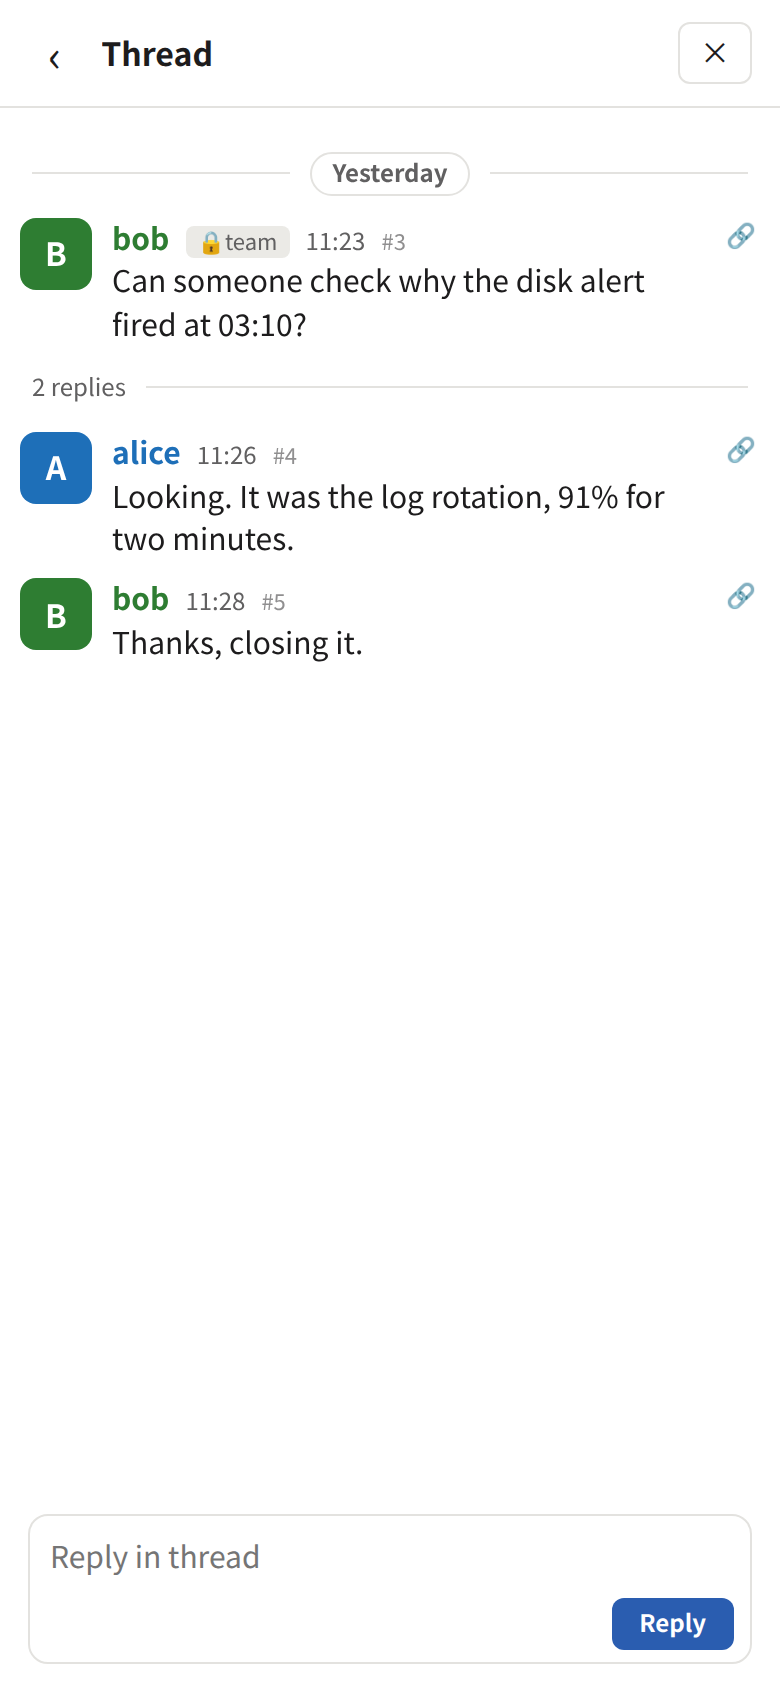 ‹ Thread ×
Yesterday
B
bob 🔒team 11:23 #3
Can someone check why the disk alert
fired at 03:10?
2 replies
A
alice 11:26 #4
Looking. It was the log rotation, 91% for
two minutes.
B
bob 11:28 #5
Thanks, closing it.
Reply in thread
Reply